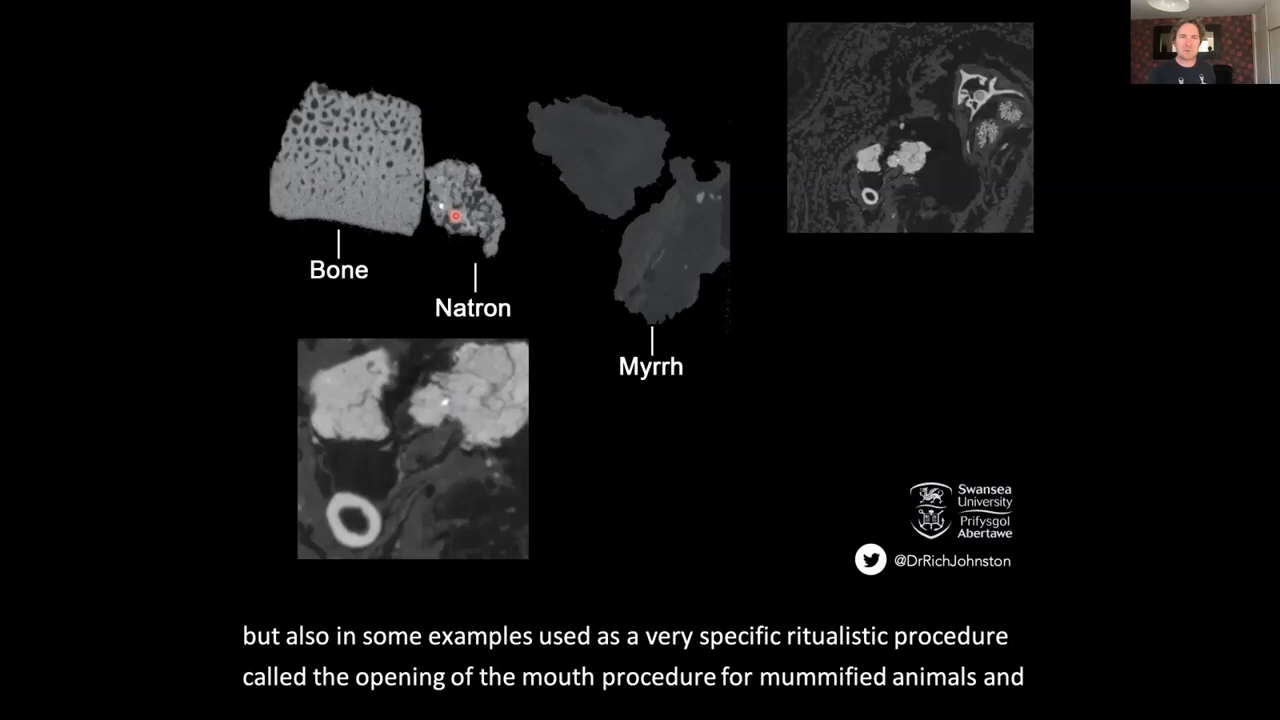 Bone
Natron
Myrrh
Swansea
University
Prifysgol
Abertawe
@DrRichJohnston
but also in some examples used as a very specific ritualistic procedure
called the opening of the mouth procedure for mummified animals and